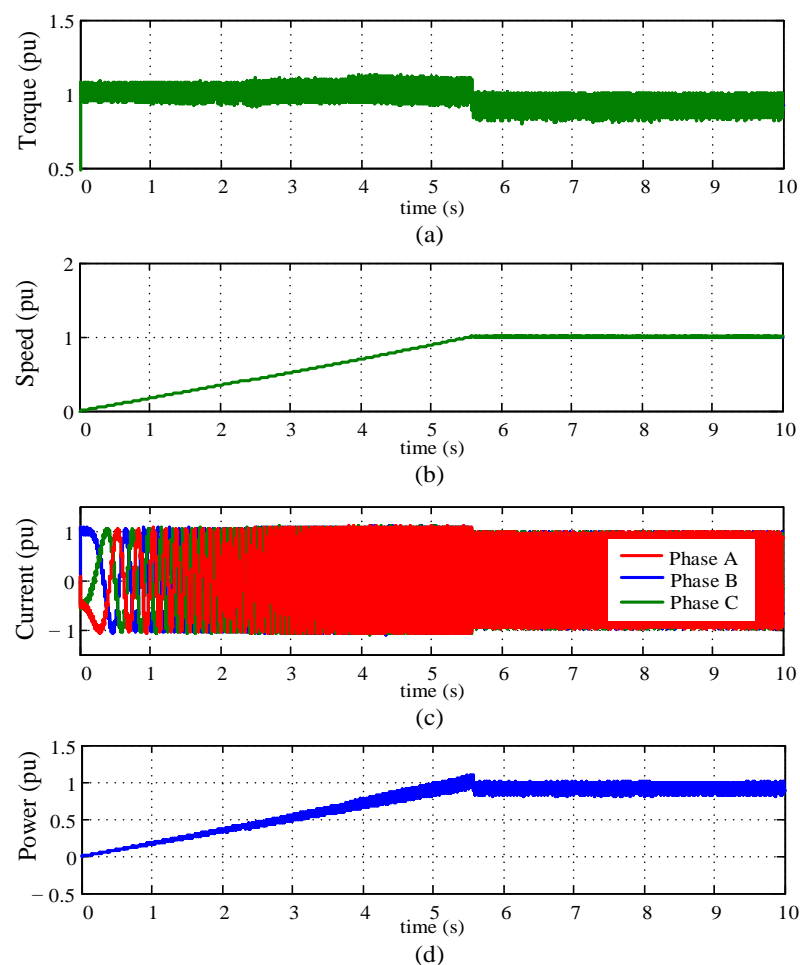 Torque (pu)
1.5
1
0.5
0 1 2 3 4 5 6 7 8 9 10
time (s)
(a)
Speed (pu)
2
1
0
0 1 2 3 4 5 6 7 8 9 10
time (s)
(b)
Current (pu)
1
0
−1
Phase A
Phase B
Phase C
0 1 2 3 4 5 6 7 8 9 10
time (s)
(c)
Power (pu)
1.5
1
0.5
0
−0.5
0 1 2 3 4 5 6 7 8 9 10
time (s)
(d)